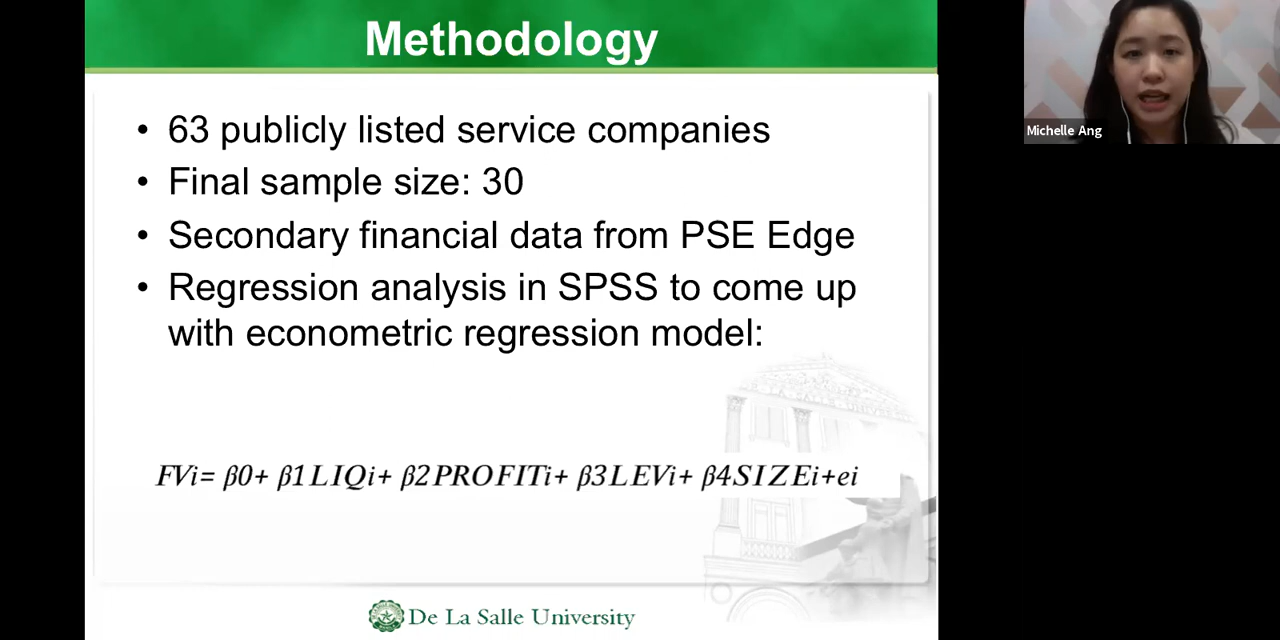 Methodology
• 63 publicly listed service companies
• Final sample size: 30
• Secondary financial data from PSE Edge
• Regression analysis in SPSS to come up
with econometric regression model:
FVi= β0+ β1LIQi+ β2PROFITi+ β3LEVi+ β4SIZEi+ei
De La Salle University
Michelle Ang